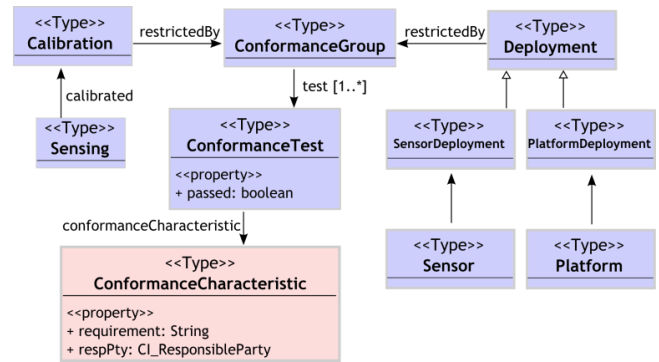 <<Type>>
Calibration
restrictedBy
<<Type>>
ConformanceGroup
restrictedBy
<<Type>>
Deployment
calibrated
test [1..*]
<<Type>>
Sensing
<<Type>>
ConformanceTest
<<property>>
+ passed: boolean
<<Type>>
SensorDeployment
<<Type>>
PlatformDeployment
conformanceCharacteristic
<<Type>>
Sensor
<<Type>>
Platform
<<Type>>
ConformanceCharacteristic
<<property>>
+ requirement: String
+ respPty: CI_ResponsibleParty